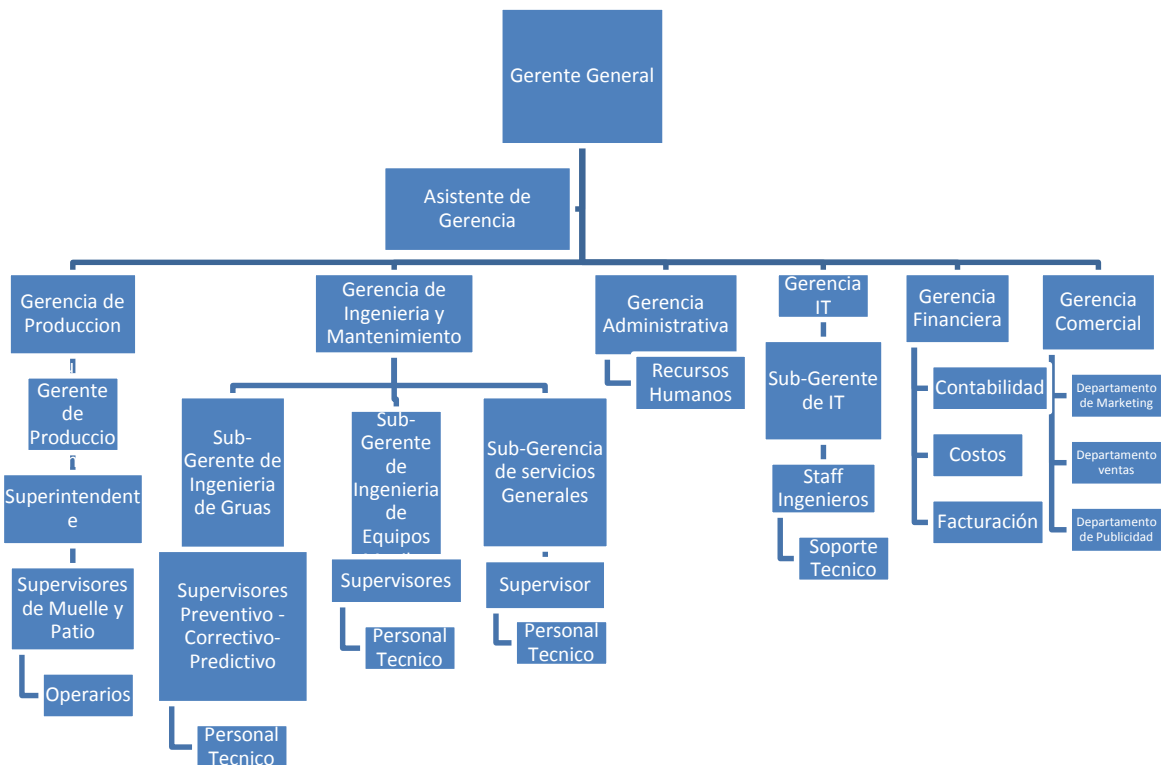 Gerente General
Asistente de
Gerencia
Gerencia de
Produccion
Gerencia de
Ingenieria y
Mantenimiento
Gerencia
Administrativa
Gerencia
IT
Gerencia
Financiera
Gerencia
Comercial
Gerente
de
Produccio
Superintendent
e
Supervisores
de Muelle y
Patio
Operarios
Sub-
Gerente de
Ingenieria
de Gruas
Supervisores
Preventivo -
Correctivo-
Predictivo
Personal
Tecnico
Sub-
Gerente
de
Ingenieria
de
Equipos
Supervisores
Personal
Tecnico
Sub-Gerencia
de servicios
Generales
Supervisor
Personal
Tecnico
Recursos
Humanos
Sub-Gerente
de IT
Staff
Ingenieros
Soporte
Tecnico
Contabilidad
Costos
Facturación
Departamento
de Marketing
Departamento
ventas
Departamento
de Publicidad